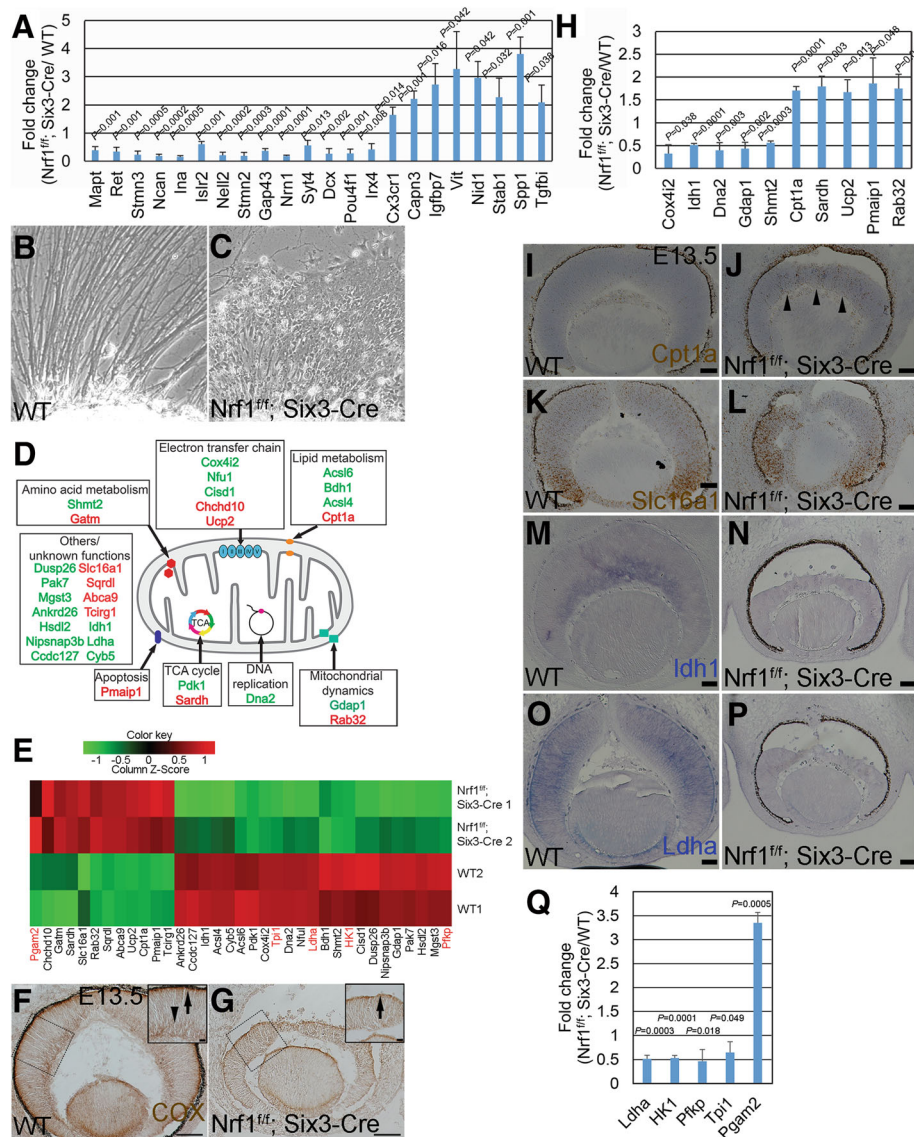 A
Fold change
(Nrf1f/f; Six3-Cre/ WT)
5
4
3
2
1
0
P=0.001
P=0.001
P=0.0005
P=0.0002
P=0.0005
P=0.001
P=0.0002
P=0.0003
P=0.0001
P=0.0001
P=0.013
P=0.002
P=0.001
P=0.008
P=0.014
P=0.001
P=0.016
P=0.042
P=0.042
P=0.032
P=0.001
P=0.038
Mapt
Ret
Stmn3
Ncan
Ina
Islr2
Nell2
Stmn2
Gap43
Nrn1
Syt4
Dcx
Pou4f1
Irx4
Cx3cr1
Capn3
Igfbp7
Vit
Nid1
Stab1
Spp1
Tgfbi
H
Fold change
(Nrf1f/f; Six3-Cre/WT)
3
2.5
2
1.5
1
0.5
0
P=0.038
P=0.0001
P=0.003
P=0.002
P=0.0003
P=0.0001
P=0.003
P=0.013
P=0.048
Cox4i2
Idh1
Dna2
Gdap1
Shmt2
Cpt1a
Sardh
Ucp2
Pmaip1
Rab32
B
WT
C
Nrf1f/f; Six3-Cre
D
Electron transfer chain
Cox4i2
Nfu1
Cisd1
Chchd10
Ucp2
Lipid metabolism
Acsl6
Bdh1
Acsl4
Cpt1a
Amino acid metabolism
Shmt2
Gatm
Others/
unknown functions
Dusp26 Slc16a1
Pak7 Sqrdl
Mgst3 Abca9
Ankrd26 Tcirg1
Hsdl2 Idh1
Nipsnap3b Ldha
Ccdc127 Cyb5
I II III IV V
TCA
Apoptosis
Pmaip1
TCA cycle
Pdk1
Sardh
DNA
replication
Dna2
Mitochondrial
dynamics
Gdap1
Rab32
E
Color key
-1 -0.5 0 0.5 1
Column Z-Score
Nrf1f/f;
Six3-Cre 1
Nrf1f/f;
Six3-Cre 2
WT2
WT1
Pgam2
Chchd10
Gatm
Sardh
Slc16a1
Rab32
Sqrdl
Abca9
Ucp2
Cpt1a
Pmaip1
Tcirg1
Ankrd26
Ccdc127
Idh1
Acsl4
Cyb5
Acsl6
Pdk1
Cox4i2
Tpi1
Dna2
Nful
Ldha
Bdh1
Shmt2
HK1
Cisd1
Dusp26
Nipsnap3b
Gdap1
Pak7
Hsd2
Mgst3
Pfkp
F
E13.5
WT
COX
G
Nrf1f/f; Six3-Cre
I
E13.5
WT
Cpt1a
J
Nrf1f/f; Six3-Cre
K
WT
Slc16a1
L
Nrf1f/f; Six3-Cre
M
WT
Idh1
N
Nrf1f/f; Six3-Cre
O
WT
Ldha
P
Nrf1f/f; Six3-Cre
Q
Fold change
(Nrf1f/f; Six3-Cre/WT)
4
3.5
3
2.5
2
1.5
1
0.5
0
P=0.0003
P=0.0001
P=0.018
P=0.049
P=0.0005
Ldha
HK1
Pfkp
Tpi1
Pgam2